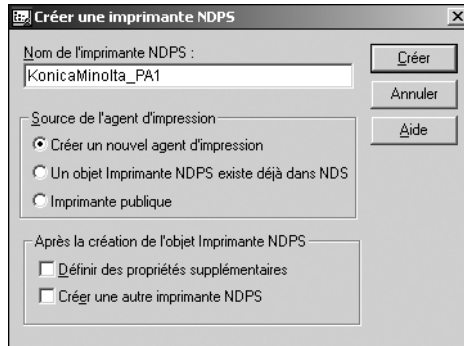 Créer une imprimante NDPS
Nom de l'imprimante NDPS :
KonicaMinolta_PA1
Créer
Annuler
Aide
Source de l'agent d'impression
Créer un nouvel agent d'impression
Un objet Imprimante NDPS existe déjà dans NDS
Imprimante publique
Après la création de l'objet Imprimante NDPS
Définir des propriétés supplémentaires
Créer une autre imprimante NDPS